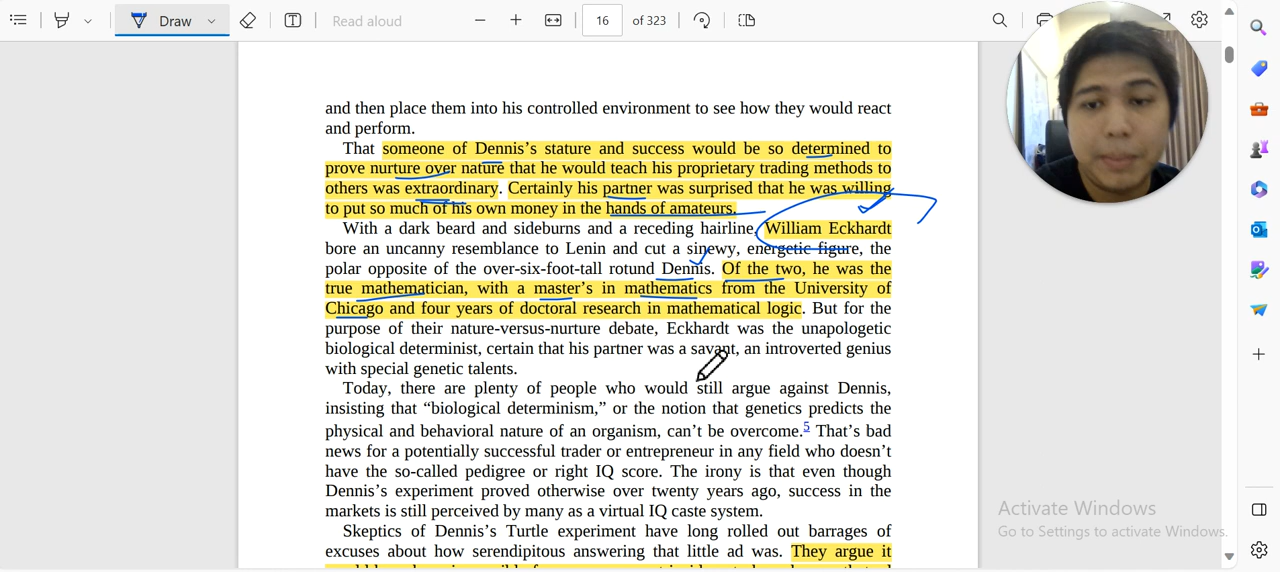 Draw
Read aloud
16 of 323
and then place them into his controlled environment to see how they would react
and perform.
That someone of Dennis’s stature and success would be so determined to
prove nurture over nature that he would teach his proprietary trading methods to
others was extraordinary. Certainly his partner was surprised that he was willing
to put so much of his own money in the hands of amateurs.
With a dark beard and sideburns and a receding hairline, William Eckhardt
bore an uncanny resemblance to Lenin and cut a sinewy, energetic figure, the
polar opposite of the over-six-foot-tall rotund Dennis. Of the two, he was the
true mathematician, with a master’s in mathematics from the University of
Chicago and four years of doctoral research in mathematical logic. But for the
purpose of their nature-versus-nurture debate, Eckhardt was the unapologetic
biological determinist, certain that his partner was a savant, an introverted genius
with special genetic talents.
Today, there are plenty of people who would still argue against Dennis,
insisting that “biological determinism,” or the notion that genetics predicts the
physical and behavioral nature of an organism, can’t be overcome.5 That’s bad
news for a potentially successful trader or entrepreneur in any field who doesn’t
have the so-called pedigree or right IQ score. The irony is that even though
Dennis’s experiment proved otherwise over twenty years ago, success in the
markets is still perceived by many as a virtual IQ caste system.
Skeptics of Dennis’s Turtle experiment have long rolled out barrages of
excuses about how serendipitous answering that little ad was. They argue it
Activate Windows
Go to Settings to activate Windows.